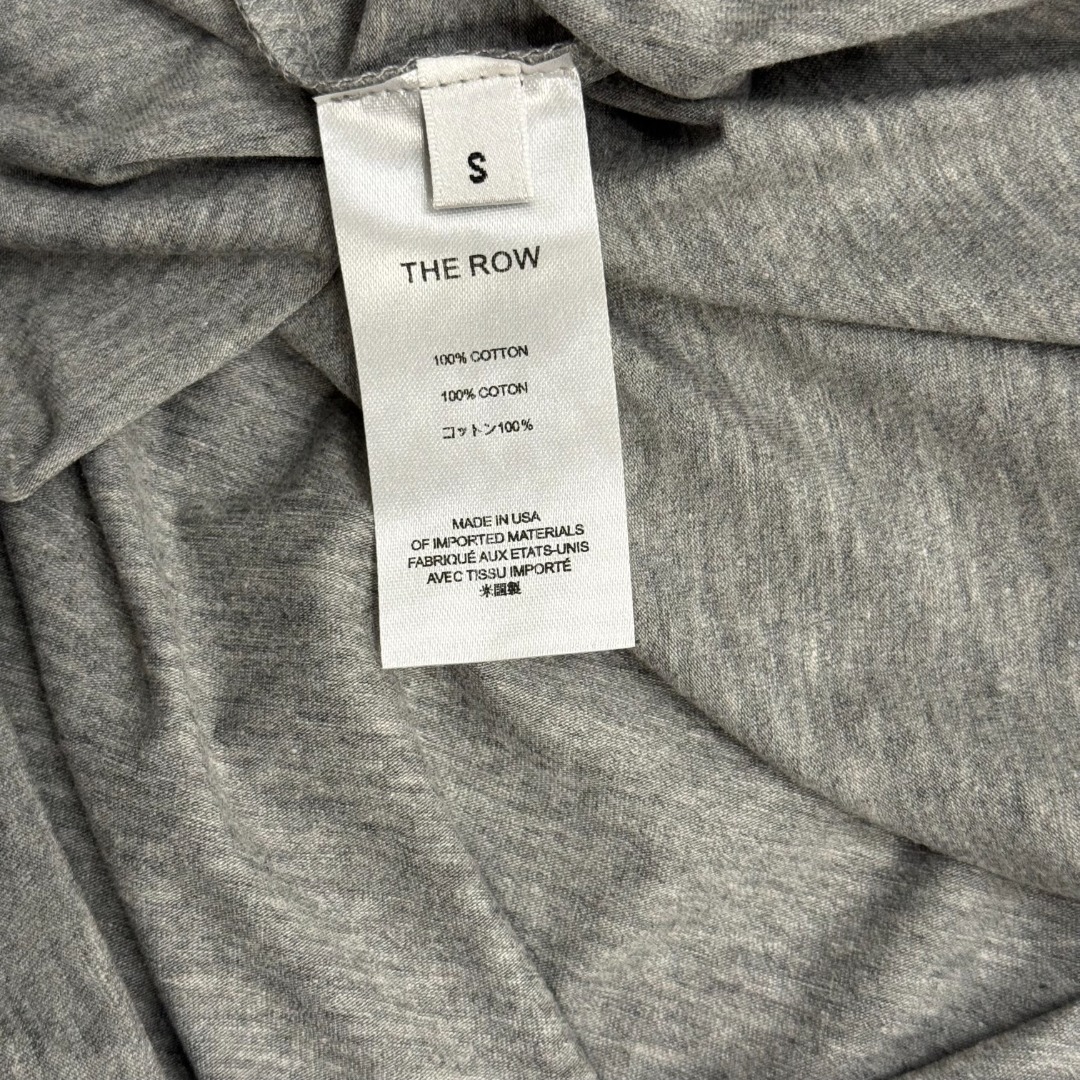 S
THE ROW
100% COTTON
100% COTON
コットン100%
MADE IN USA
OF IMPORTED MATERIALS
FABRIQUÉ AUX ETATS-UNIS
AVEC TISSU IMPORTÉ
米国製